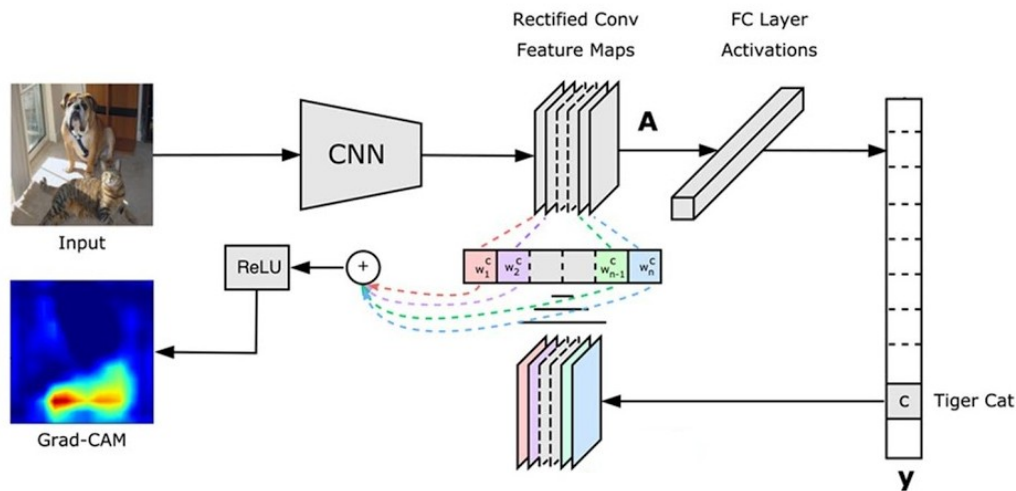 Rectified Conv
Feature Maps
FC Layer
Activations
CNN
A
Input
w₁ᶜ
w₂ᶜ
wₙ₋₁ᶜ
wₙᶜ
ReLU
+
Grad-CAM
c
Tiger Cat
y